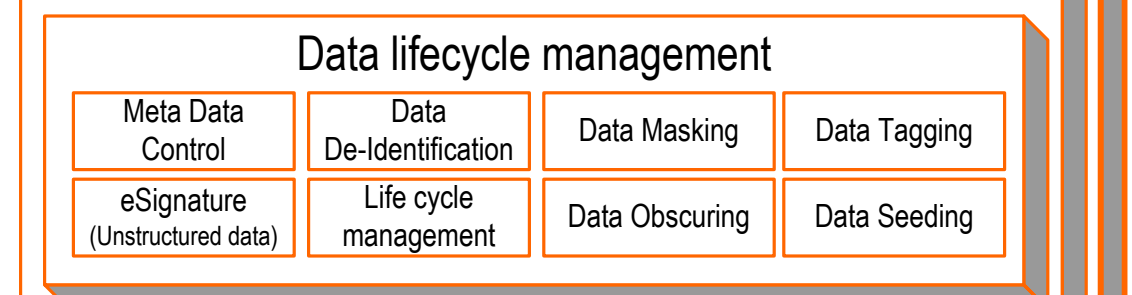 Data lifecycle management
Meta Data
Control
Data
De-Identification
Data Masking
Data Tagging
eSignature
(Unstructured data)
Life cycle
management
Data Obscuring
Data Seeding